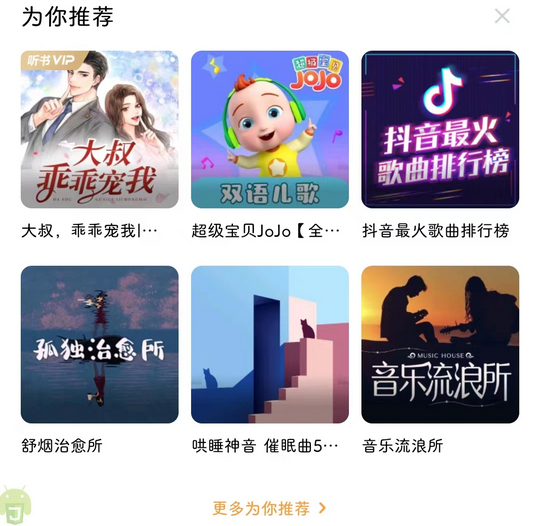 为你推荐
听书VIP
大叔
乖乖宠我
超级宝贝
JOJO
双语儿歌
抖音最火
歌曲排行榜
大叔，乖乖宠我|…
超级宝贝JoJo【全…
抖音最火歌曲排行榜
孤独治愈所
MUSIC HOUSE
音乐流浪所
舒烟治愈所
哄睡神音 催眠曲5…
音乐流浪所
更多为你推荐 >